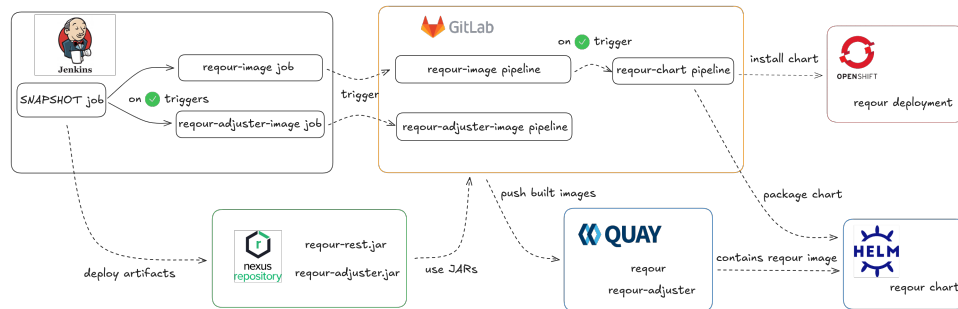 Jenkins
SNAPSHOT job
on triggers
reqour-image job
reqour-adjuster-image job
trigger
GitLab
on trigger
reqour-image pipeline
reqour-chart pipeline
reqour-adjuster-image pipeline
install chart
OPENSHIFT
reqour deployment
deploy artifacts
nexus
repository
reqour-rest.jar
reqour-adjuster.jar
use JARs
push built images
QUAY
reqour
reqour-adjuster
package chart
contains reqour image
HELM
reqour chart